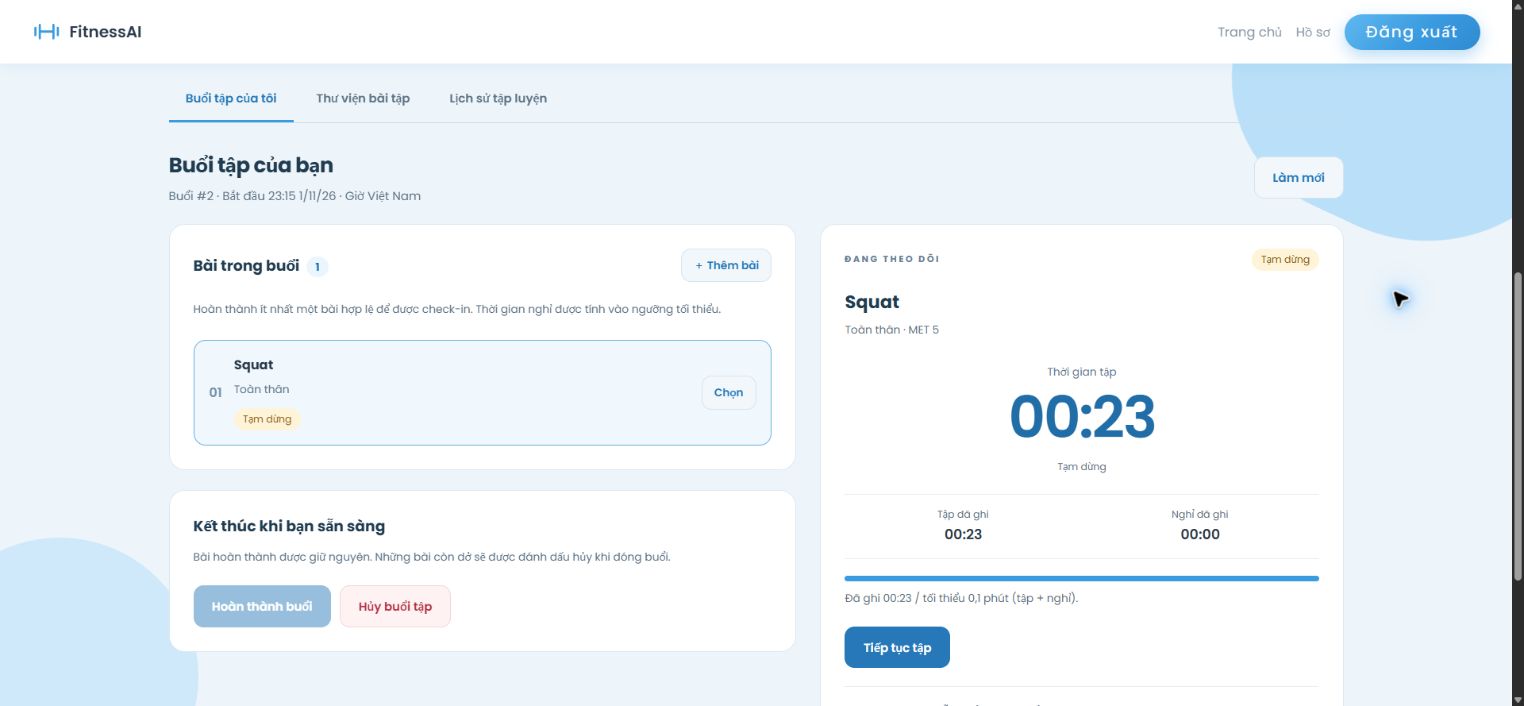 FitnessAI
Trang chủ
Hồ sơ
Đăng xuất
Buổi tập của tôi
Thư viện bài tập
Lịch sử tập luyện
Buổi tập của bạn
Buổi #2 · Bắt đầu 23:15 1/11/26 · Giờ Việt Nam
Làm mới
Bài trong buổi 1
+ Thêm bài
Hoàn thành ít nhất một bài hợp lệ để được check-in. Thời gian nghỉ được tính vào ngưỡng tối thiểu.
01
Squat
Toàn thân
Tạm dừng
Chọn
Kết thúc khi bạn sẵn sàng
Bài hoàn thành được giữ nguyên. Những bài còn dở sẽ được đánh dấu hủy khi đóng buổi.
Hoàn thành buổi
Hủy buổi tập
ĐANG THEO DÕI
Tạm dừng
Squat
Toàn thân · MET 5
Thời gian tập
00:23
Tạm dừng
Tập đã ghi
00:23
Nghỉ đã ghi
00:00
Đã ghi 00:23 / tối thiểu 0,1 phút (tập + nghỉ).
Tiếp tục tập